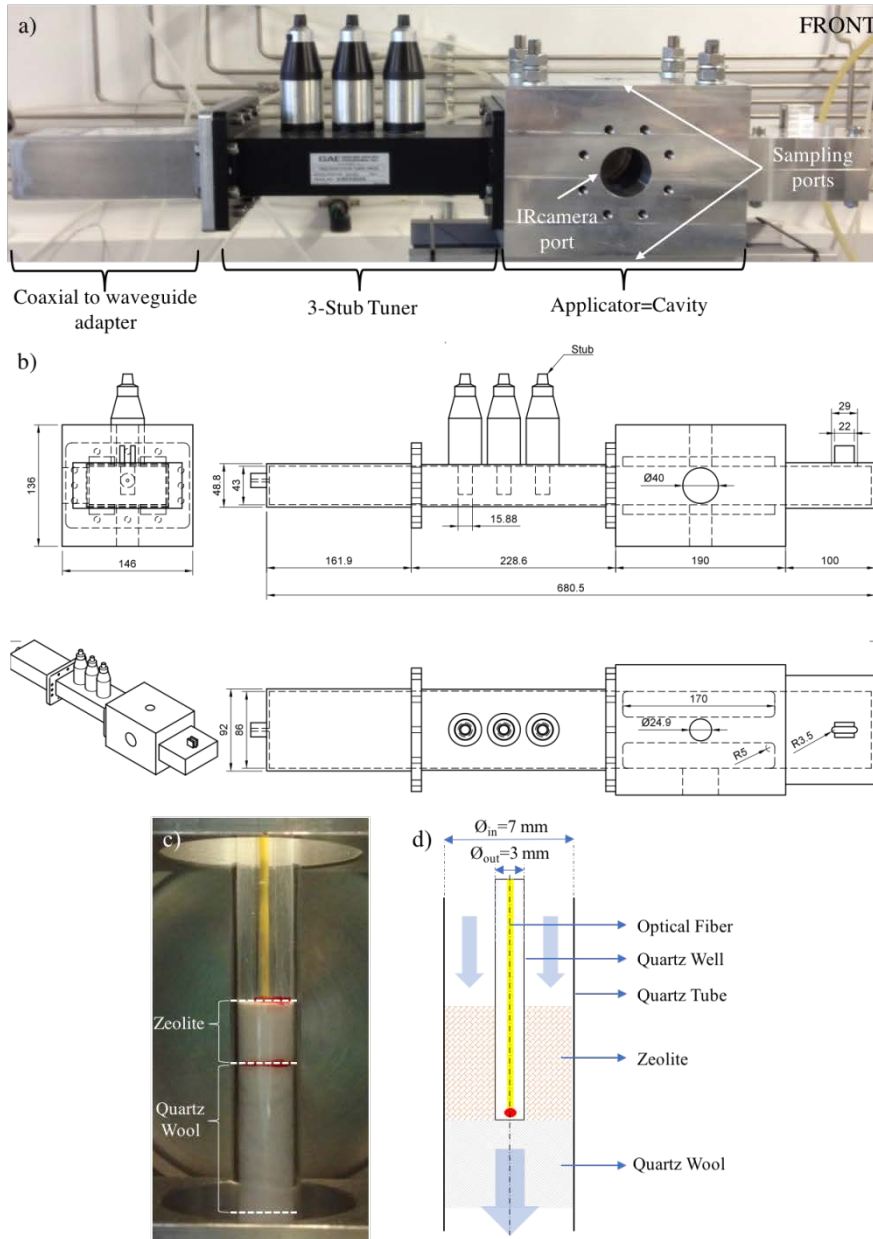 a)
FRONT
GAE
Sampling
ports
IRcamera
port
Coaxial to waveguide
adapter
3-Stub Tuner
Applicator=Cavity
b)
Stub
29
22
136
48.8
43
Ø40
15.88
146
161.9
228.6
190
100
680.5
92
86
170
Ø24.9
R5
R3.5
c)
Zeolite
Quartz
Wool
d)
Øin=7 mm
Øout=3 mm
Optical Fiber
Quartz Well
Quartz Tube
Zeolite
Quartz Wool